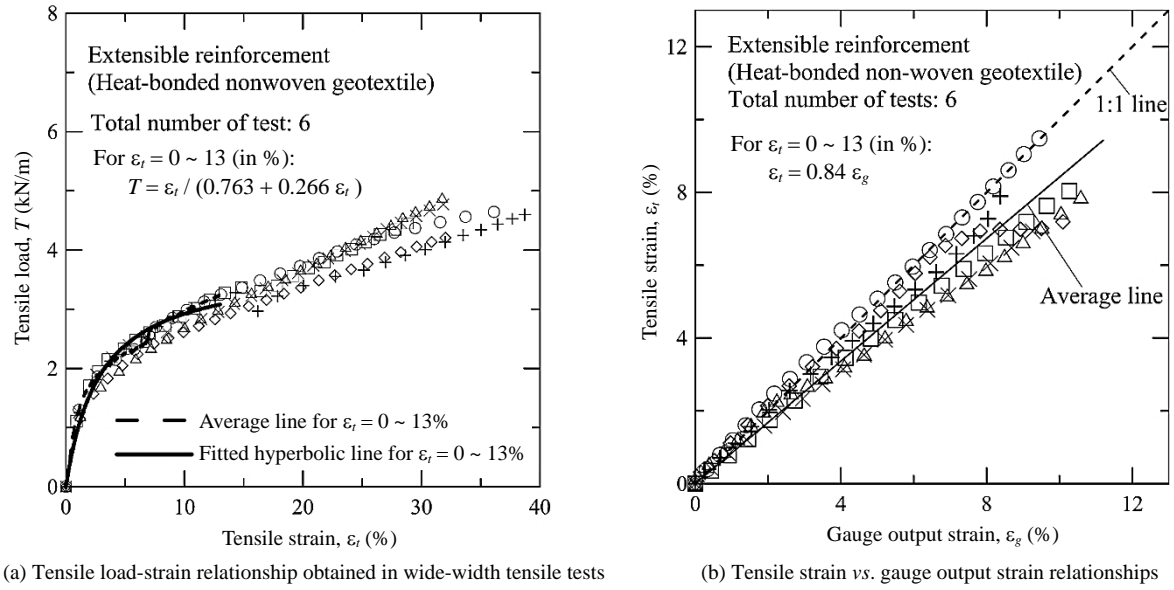 8
6
4
2
0
0
10
20
30
40
Tensile load, T (kN/m)
Tensile strain, εt (%)
Extensible reinforcement
(Heat-bonded nonwoven geotextile)
Total number of test: 6
For εt = 0 ~ 13 (in %):
T = εt / (0.763 + 0.266 εt )
Average line for εt = 0 ~ 13%
Fitted hyperbolic line for εt = 0 ~ 13%
(a) Tensile load-strain relationship obtained in wide-width tensile tests
12
8
4
0
0
4
8
12
Tensile strain, εt (%)
Gauge output strain, εg (%)
Extensible reinforcement
(Heat-bonded non-woven geotextile)
Total number of tests: 6
For εt = 0 ~ 13 (in %):
εt = 0.84 εg
1:1 line
Average line
(b) Tensile strain vs. gauge output strain relationships